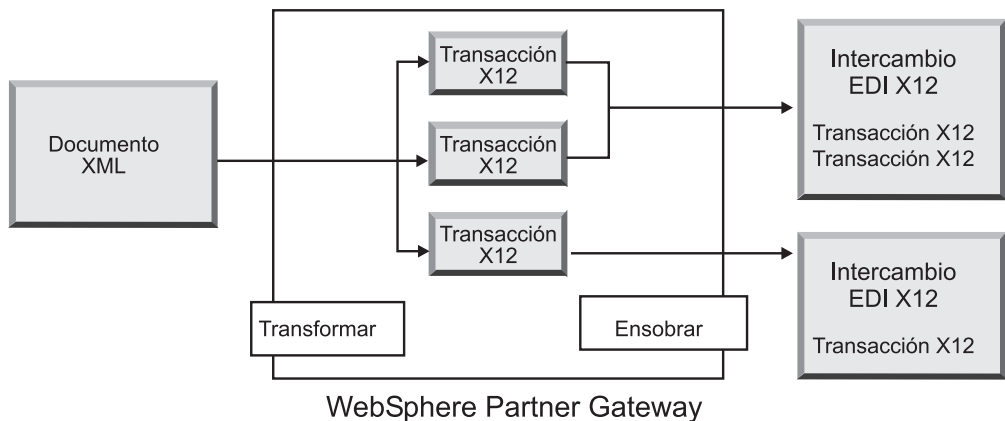 Documento
XML
Transacción
X12
Transacción
X12
Transacción
X12
Transformar
Ensobrar
Intercambio
EDI X12
Transacción X12
Transacción X12
Intercambio
EDI X12
Transacción X12
WebSphere Partner Gateway